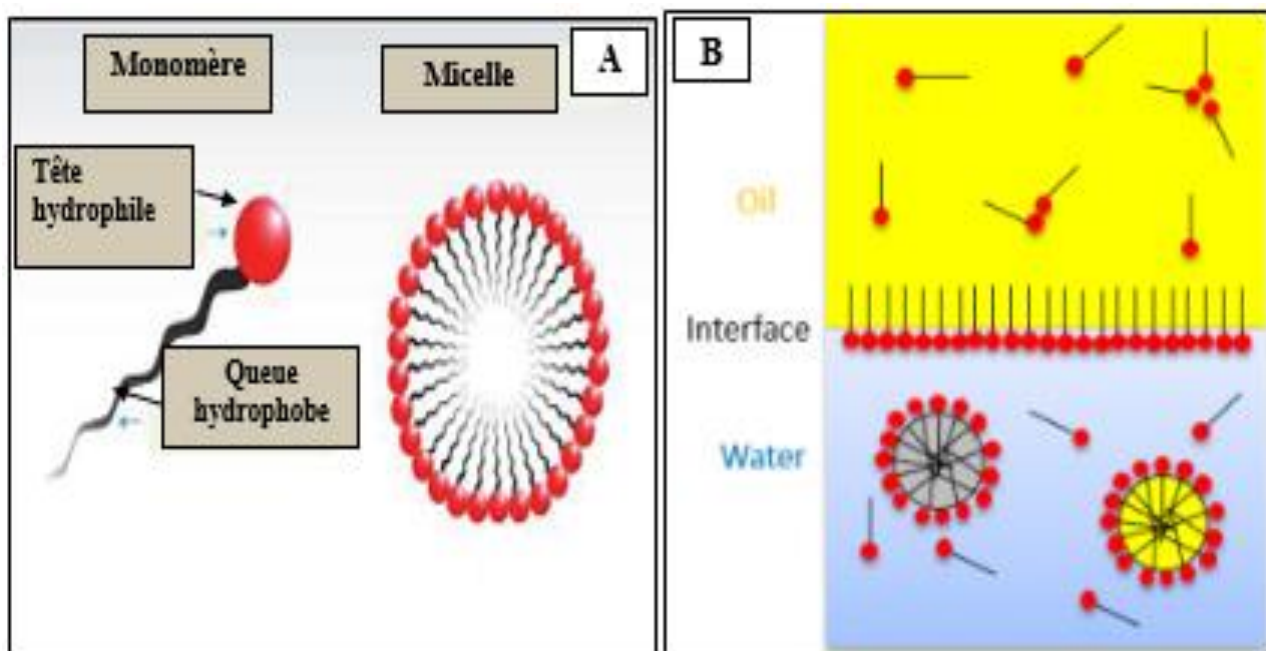 Monomère
Micelle
A
Tête
hydrophile
Queue
hydrophobe
B
Oil
Interface
Water